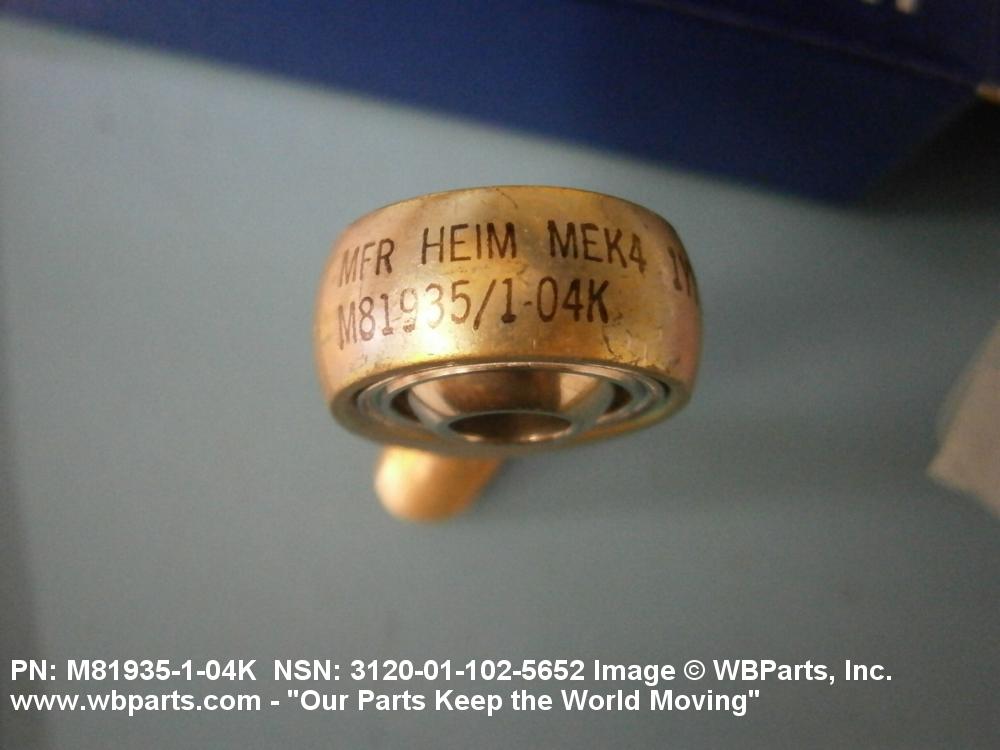 MFR HEIM MEK4
M81935/1-04K
PN: M81935-1-04K NSN: 3120-01-102-5652 Image © WBParts, Inc.
www.wbparts.com - "Our Parts Keep the World Moving"